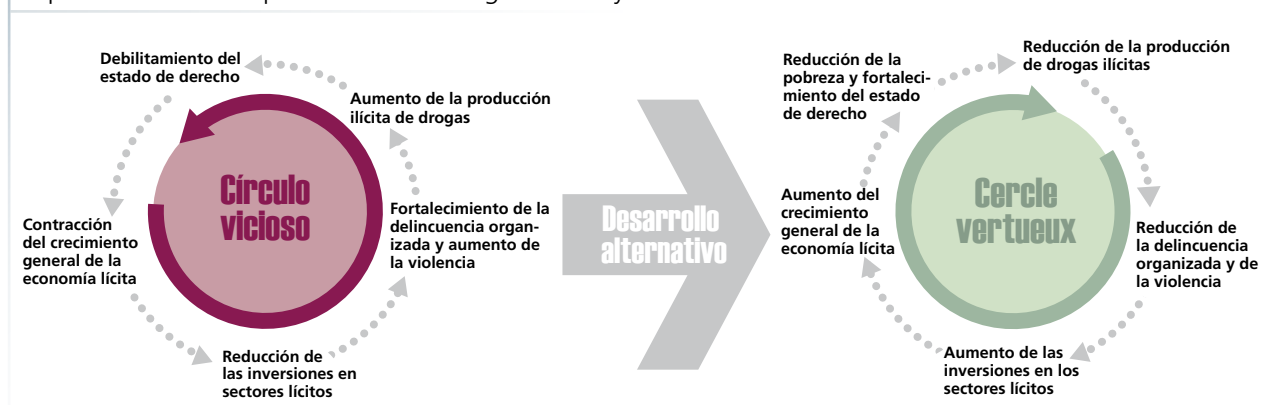 Debilitamiento del
estado de derecho
Aumento de la producción
ilícita de drogas
Círculo
vicioso
Contracción
del crecimiento
general de la
economía lícita
Fortalecimiento de la
delincuencia organ-
izada y aumento de
la violencia
Reducción de
las inversiones en
sectores lícitos
Desarrollo
alternativo
Reducción de la
pobreza y fortaleci-
miento del estado
de derecho
Reducción de la producción
de drogas ilícitas
Cercle
vertueux
Aumento del
crecimiento
general de la
economía lícita
Reducción de
la delincuencia
organizada y de
la violencia
Aumento de las
inversiones en los
sectores lícitos